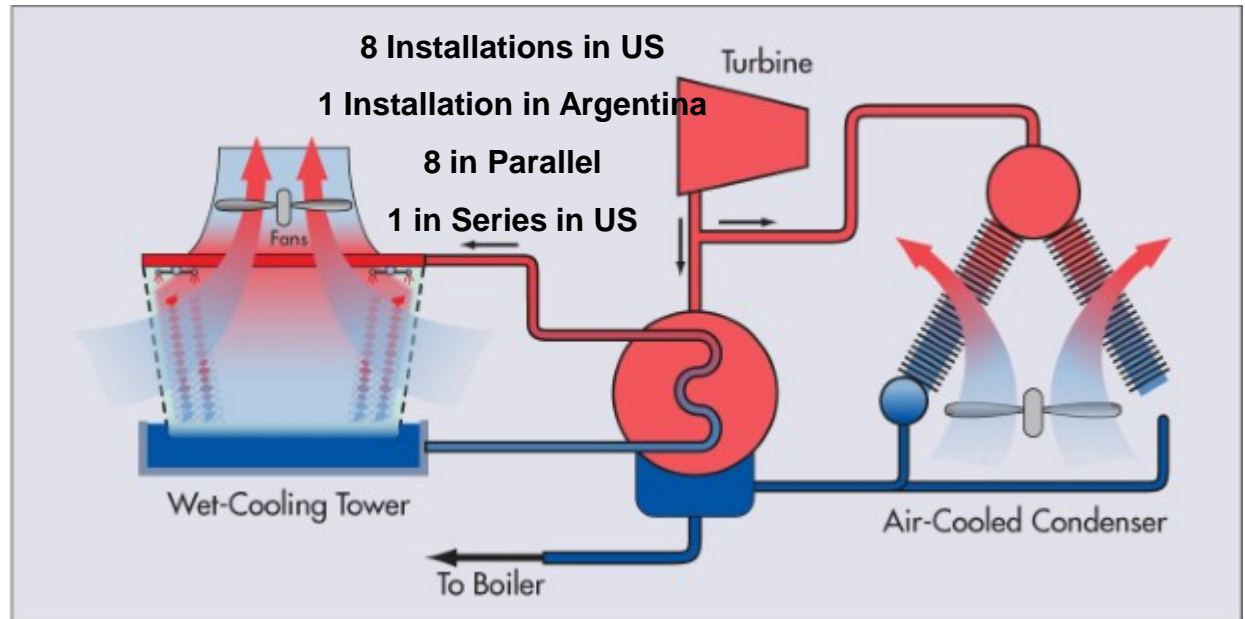 8 Installations in US
Turbine
1 Installation in Argentina
8 in Parallel
1 in Series in US
Fans
Wet-Cooling Tower
Air-Cooled Condenser
To Boiler